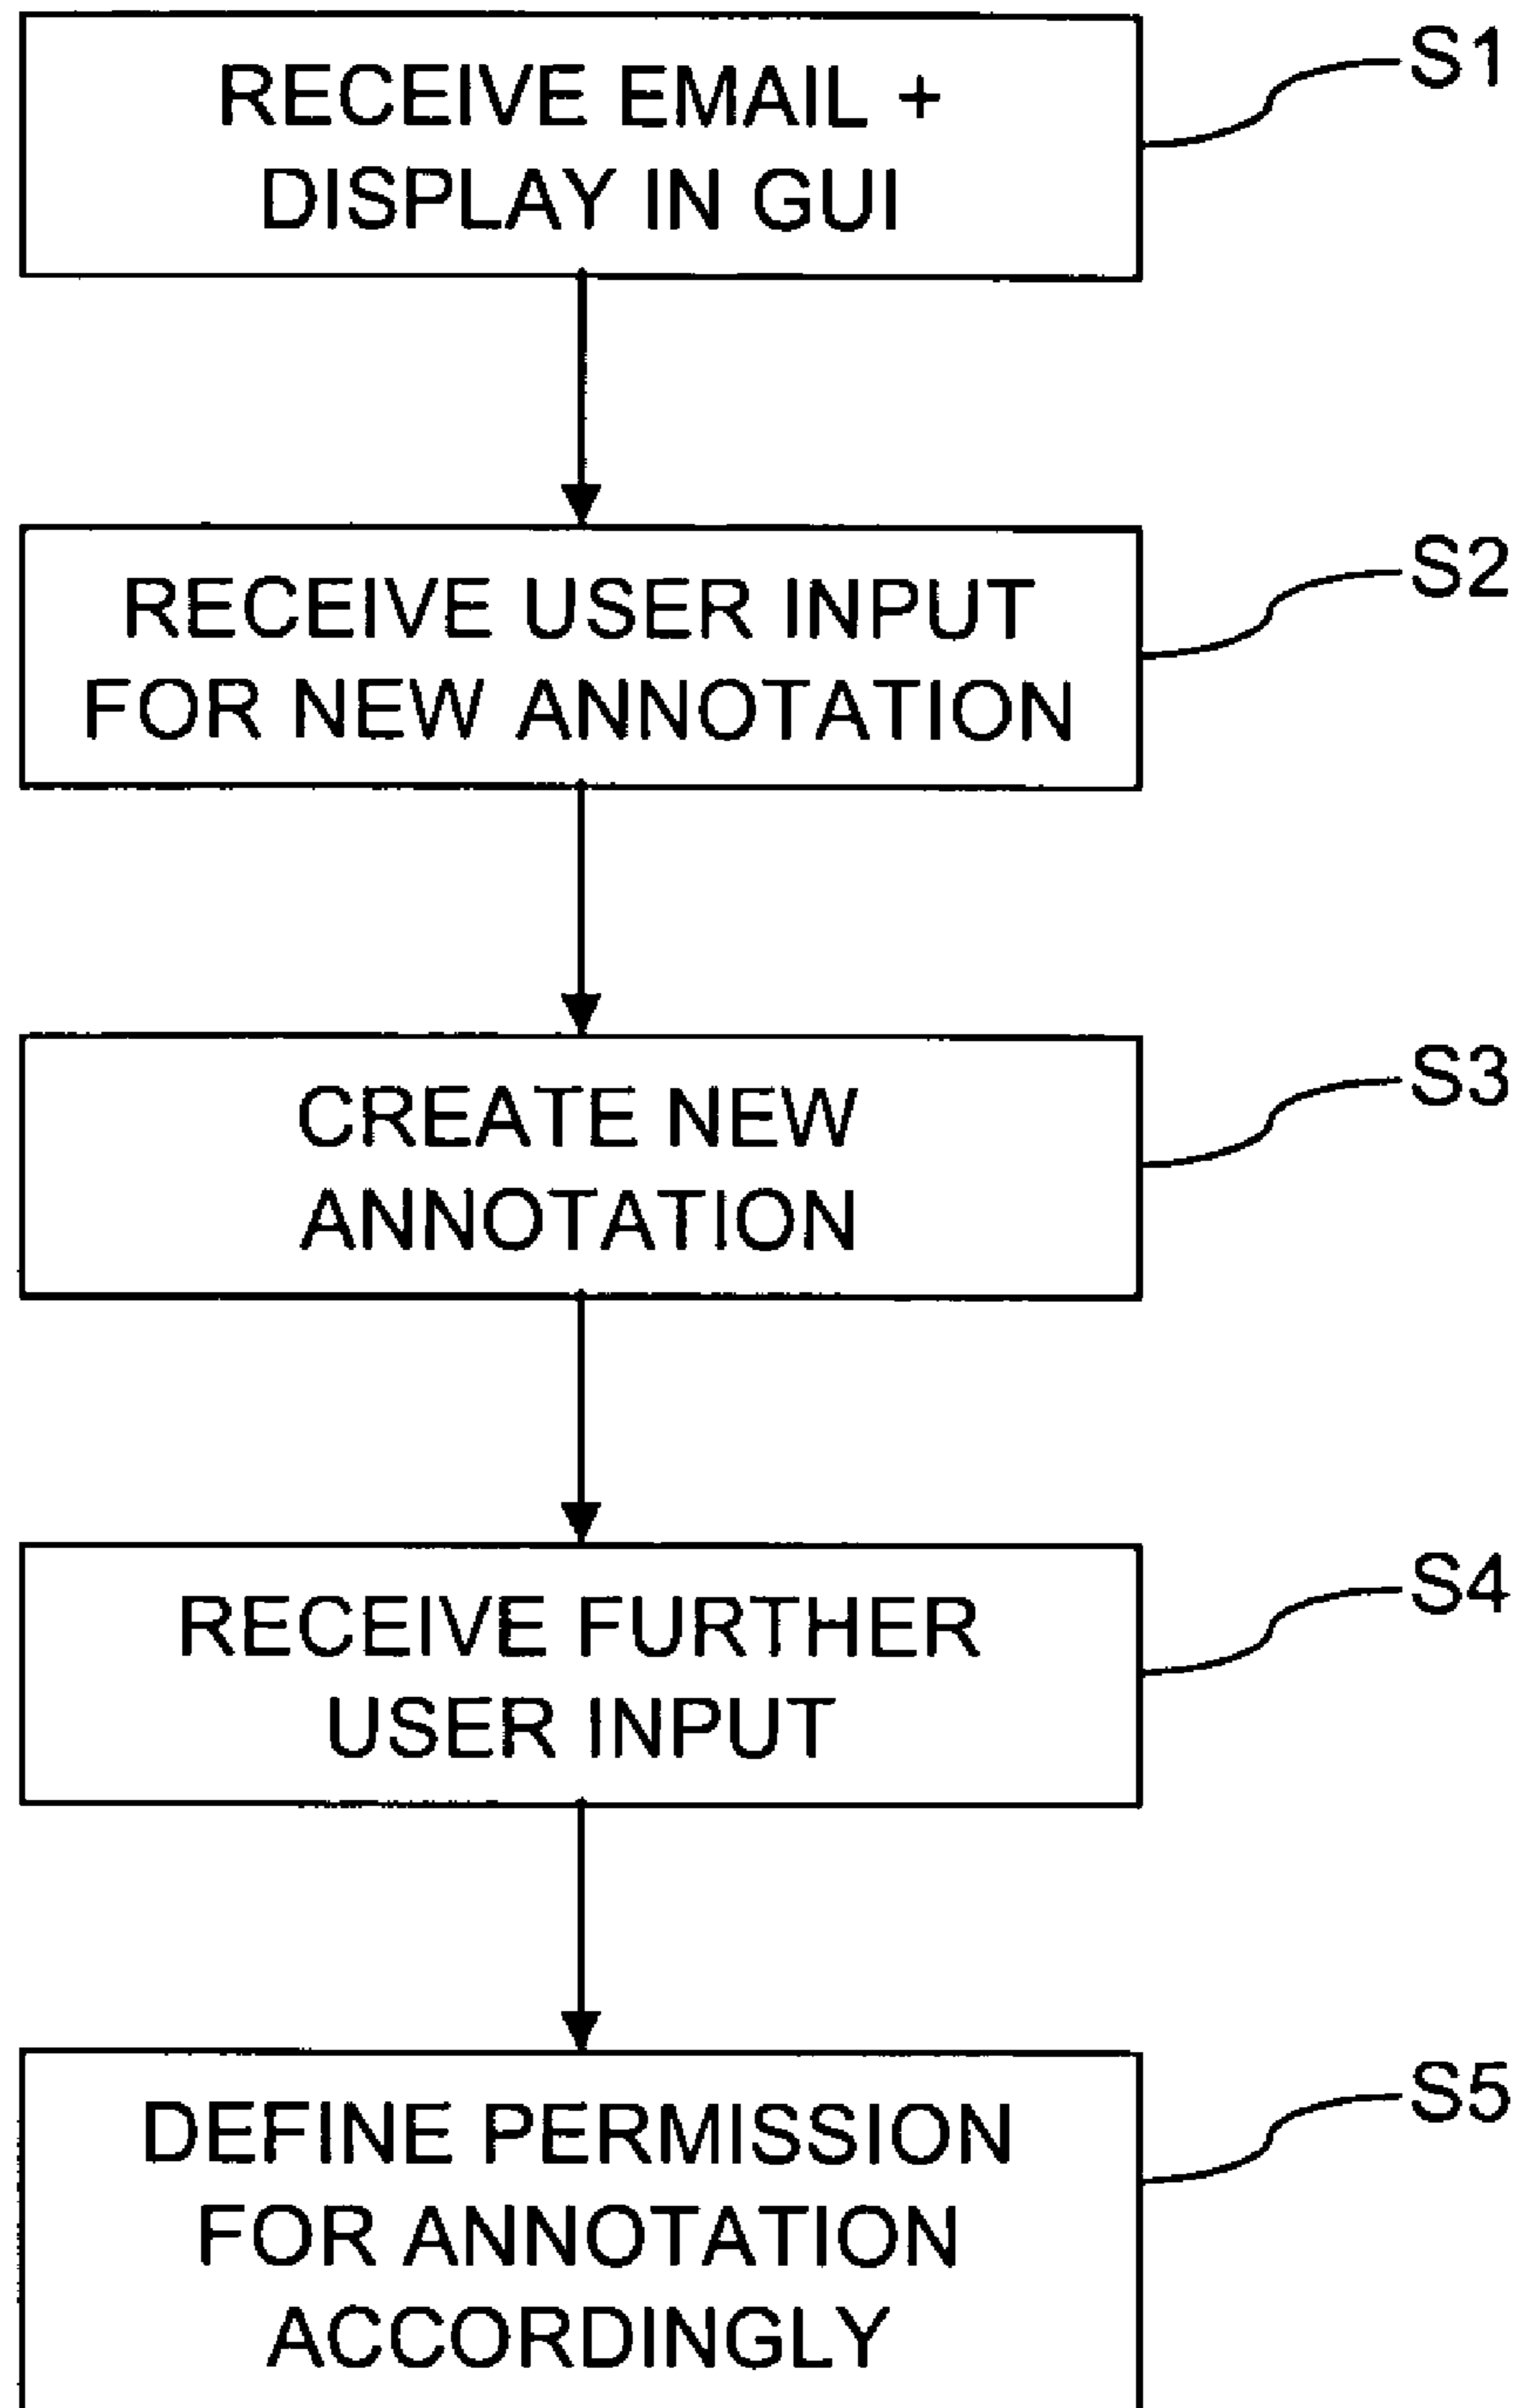 RECEIVE EMAIL +
DISPLAY IN GUI
S1
RECEIVE USER INPUT
FOR NEW ANNOTATION
S2
CREATE NEW
ANNOTATION
S3
RECEIVE FURTHER
USER INPUT
S4
DEFINE PERMISSION
FOR ANNOTATION
ACCORDINGLY
S5